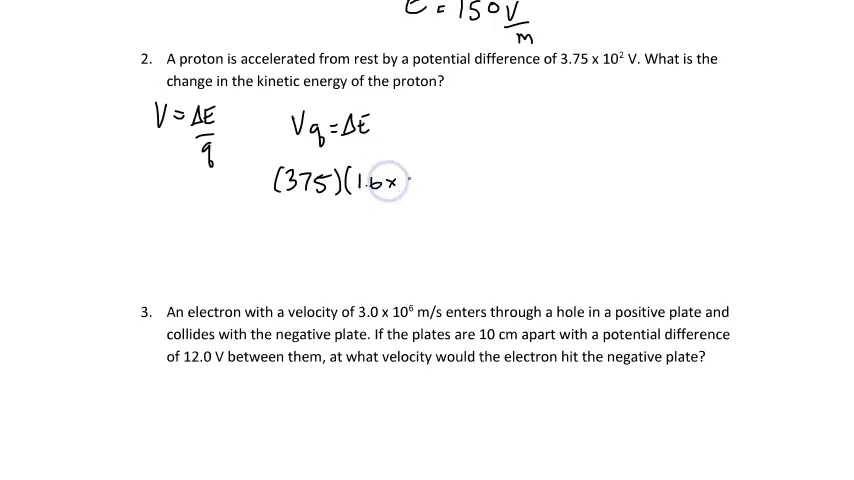 E = 150 V/m
2. A proton is accelerated from rest by a potential difference of 3.75 x 10² V. What is the
change in the kinetic energy of the proton?
V = ΔE/q Vq = ΔE
(375)(1.6x
3. An electron with a velocity of 3.0 x 10⁶ m/s enters through a hole in a positive plate and
collides with the negative plate. If the plates are 10 cm apart with a potential difference
of 12.0 V between them, at what velocity would the electron hit the negative plate?